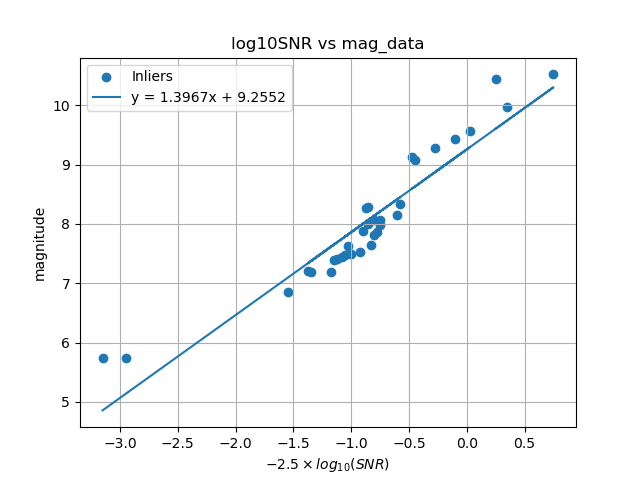 log10SNR vs mag_data
Inliers
y = 1.3967x + 9.2552
magnitude
10
9
8
7
6
5
−3.0 −2.5 −2.0 −1.5 −1.0 −0.5 0.0 0.5
−2.5 × log₁₀(SNR)